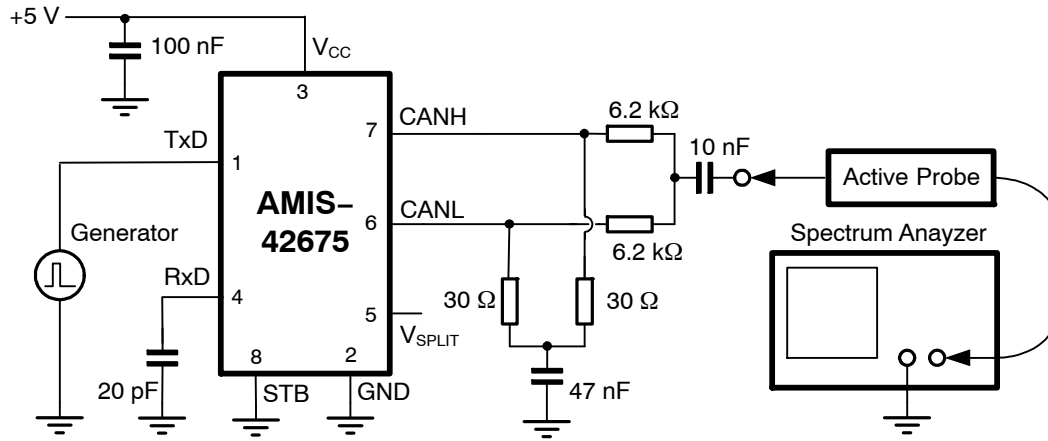 +5 V
100 nF
VCC
3
7
CANH
6.2 kΩ
10 nF
TxD
1
Active Probe
AMIS−
42675
CANL
6
6.2 kΩ
Generator
Spectrum Anayzer
RxD
4
30 Ω
30 Ω
5
VSPLIT
8
2
20 pF
STB
GND
47 nF